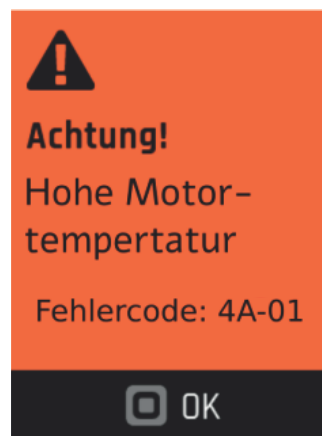 Achtung!
Hohe Motor-
tempertatur
Fehlercode: 4A-01
OK